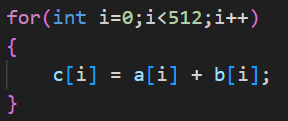 for(int i=0;i<512;i++)
{
    c[i] = a[i] + b[i];
}